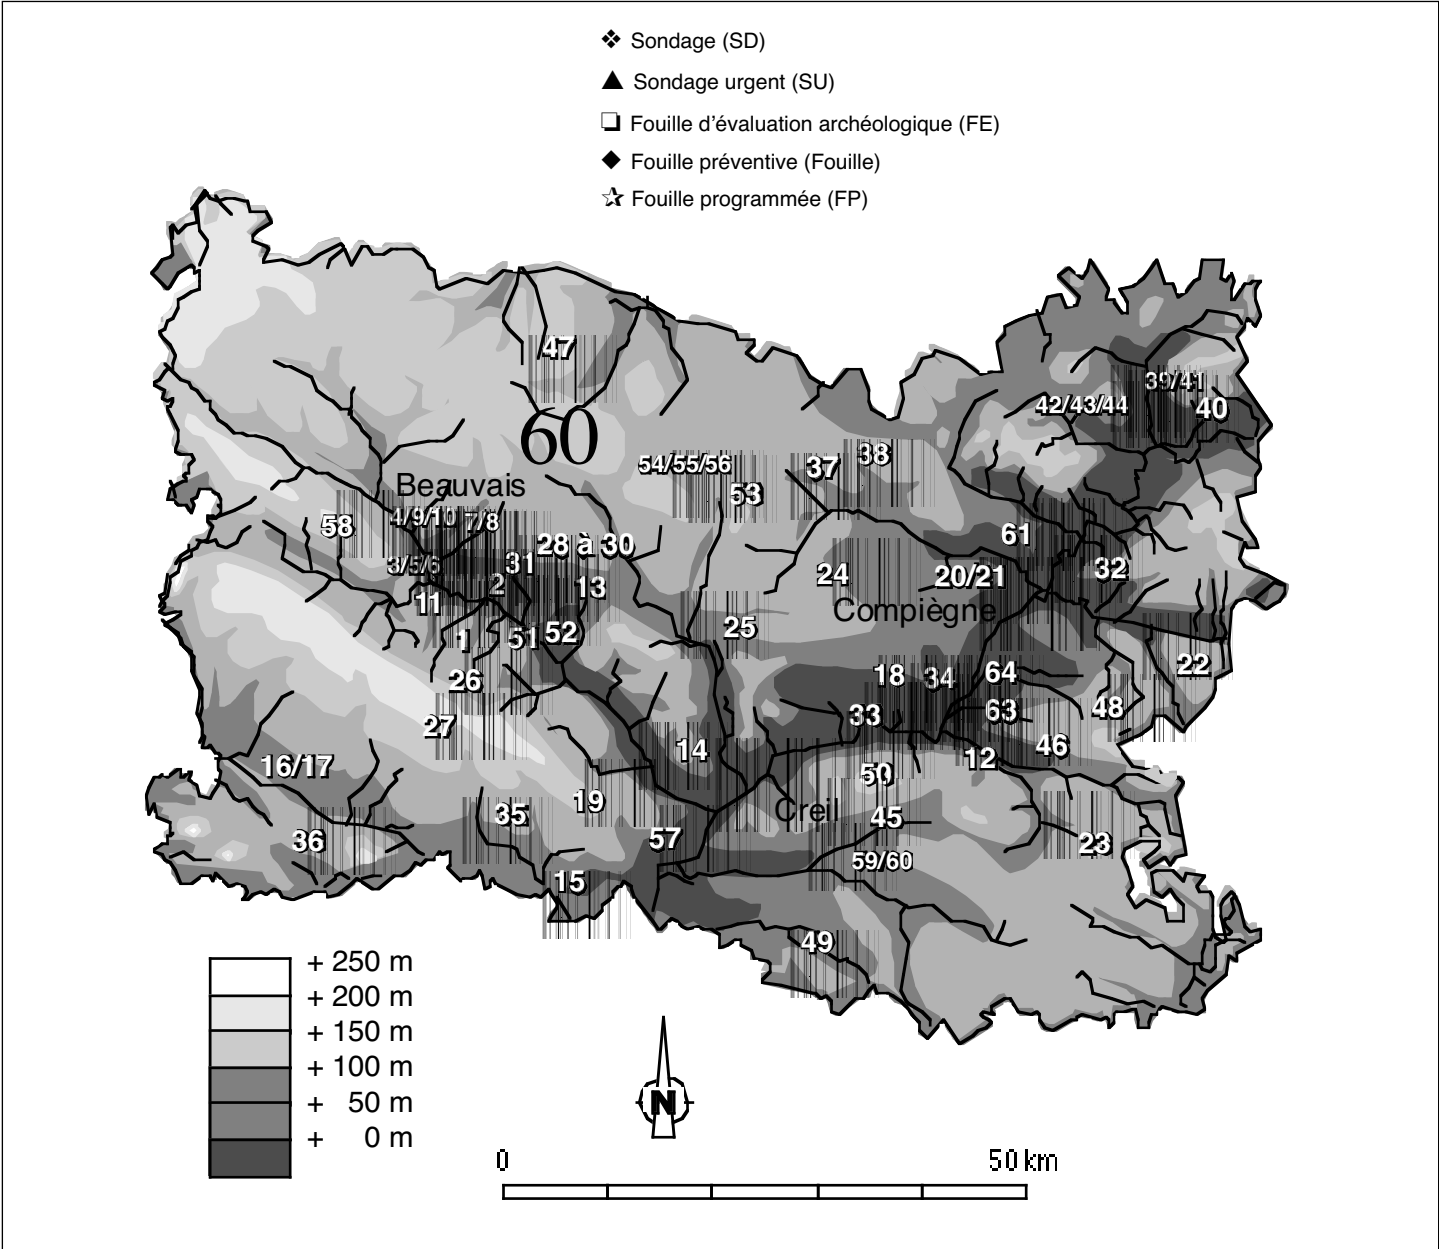 ❖ Sondage (SD)
▲ Sondage urgent (SU)
❏ Fouille d'évaluation archéologique (FE)
◆ Fouille préventive (Fouille)
☆ Fouille programmée (FP)
47
39/41
42/43/44
40
60
38
54/55/56
37
53
Beauvais
4/9/10
7/8
58
61
28 à 30
3/5/6
31
2
13
24
20/21
32
11
Compiègne
1
51
52
25
26
18
34
64
22
27
33
63
48
14
46
16/17
12
50
19
Creil
35
45
36
57
23
59/60
15
49
+ 250 m
+ 200 m
+ 150 m
+ 100 m
+ 50 m
+ 0 m
N
0
50 km